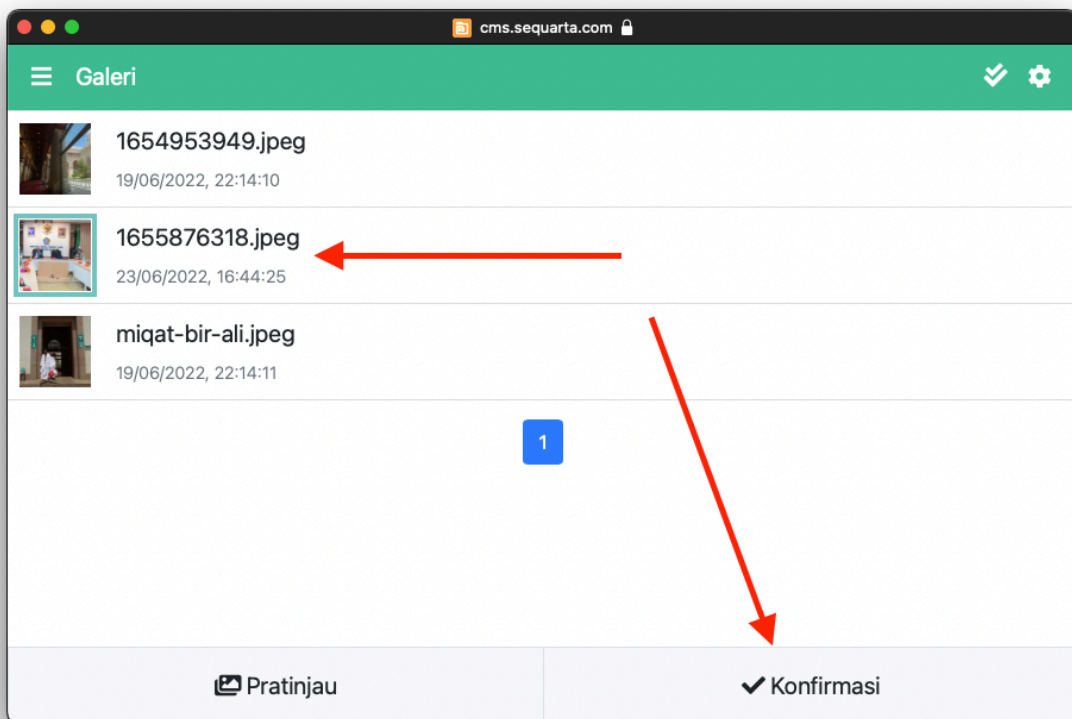 cms.sequarta.com
Galeri
1654953949.jpeg
19/06/2022, 22:14:10
1655876318.jpeg
23/06/2022, 16:44:25
miqat-bir-ali.jpeg
19/06/2022, 22:14:11
1
Pratinjau
Konfirmasi